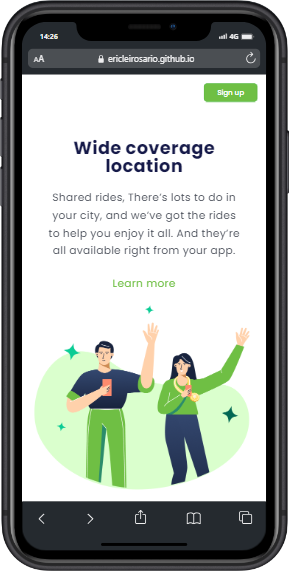 14:26
4G
AA
ericleirosario.github.io
Sign up
Wide coverage
location
Shared rides, There's lots to do in
your city, and we've got the rides
to help you enjoy it all. And they're
all available right from your app.
Learn more